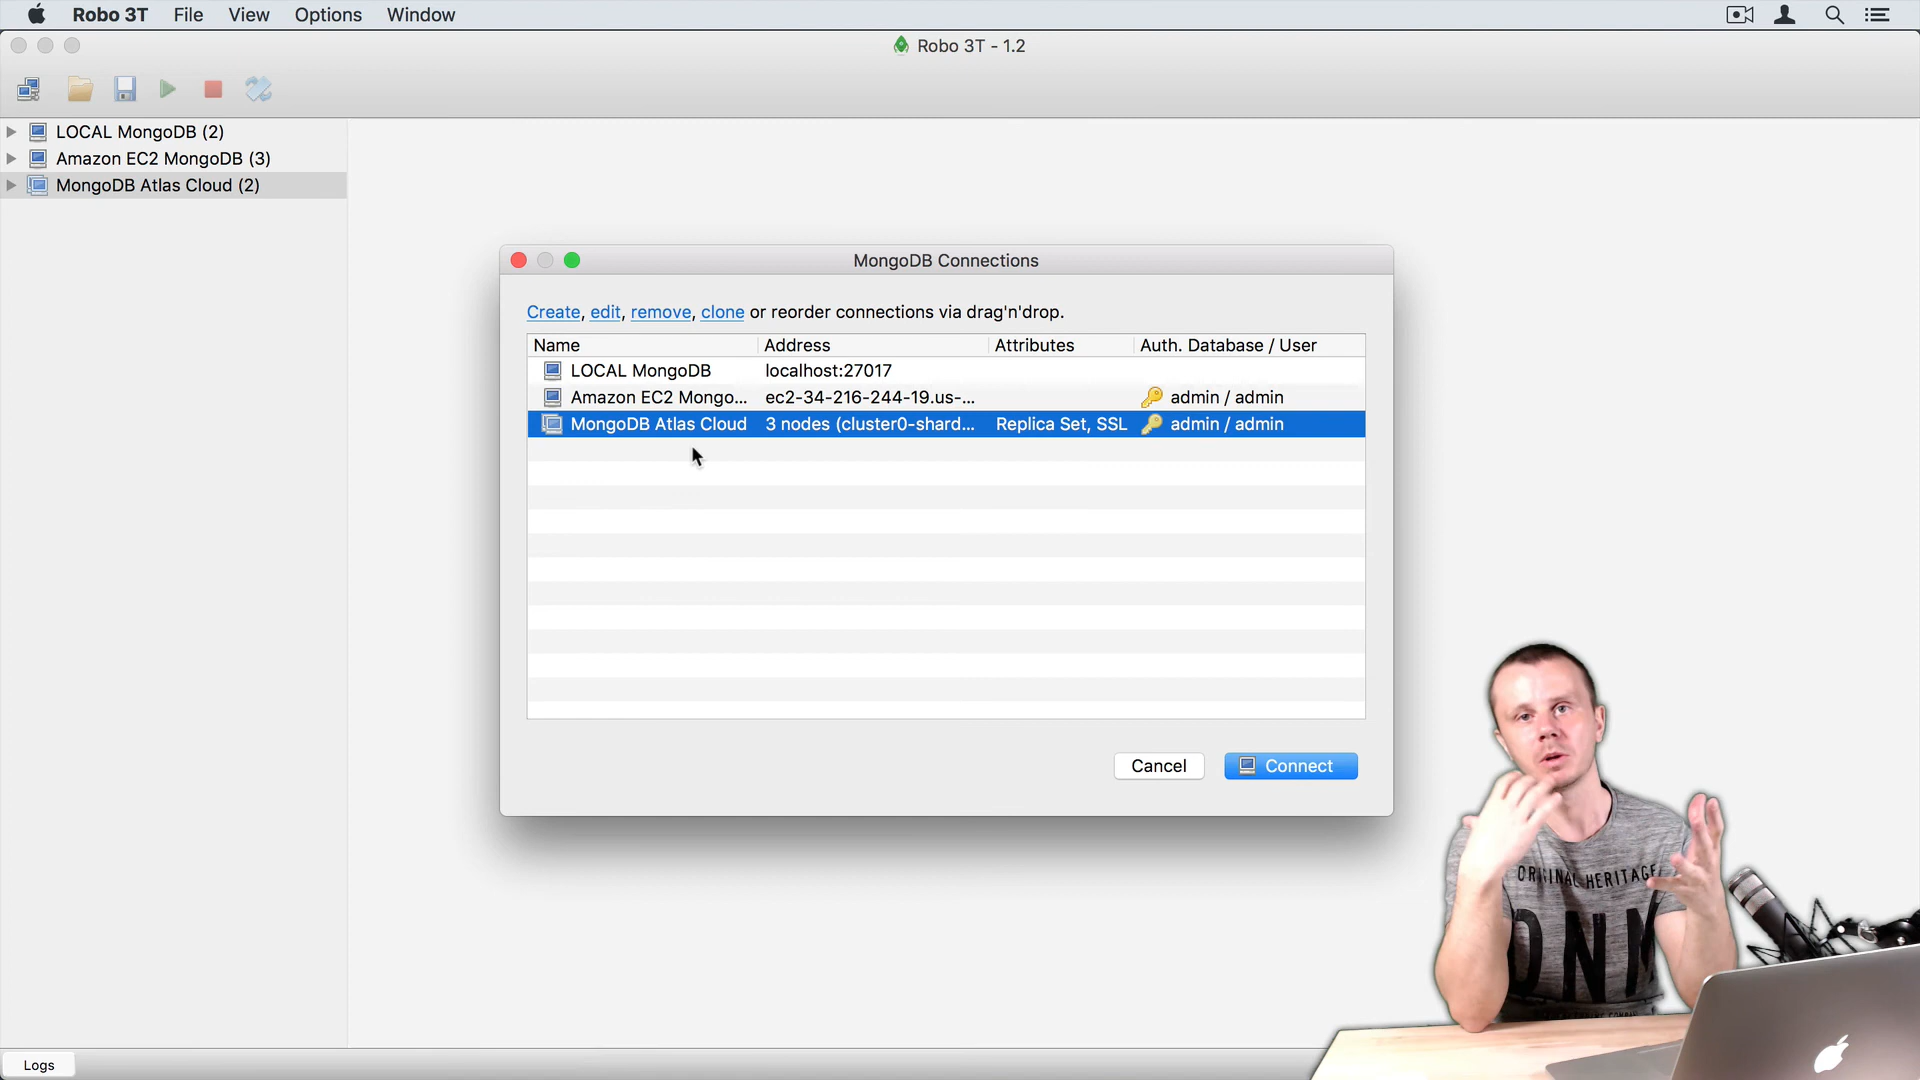 Robo 3T File View Options Window
Robo 3T - 1.2
LOCAL MongoDB (2)
Amazon EC2 MongoDB (3)
MongoDB Atlas Cloud (2)
MongoDB Connections
Create, edit, remove, clone or reorder connections via drag'n'drop.
Name Address Attributes Auth. Database / User
LOCAL MongoDB localhost:27017
Amazon EC2 Mongo... ec2-34-216-244-19.us-... admin / admin
MongoDB Atlas Cloud 3 nodes (cluster0-shard... Replica Set, SSL admin / admin
Cancel Connect
HERITAGE
Logs